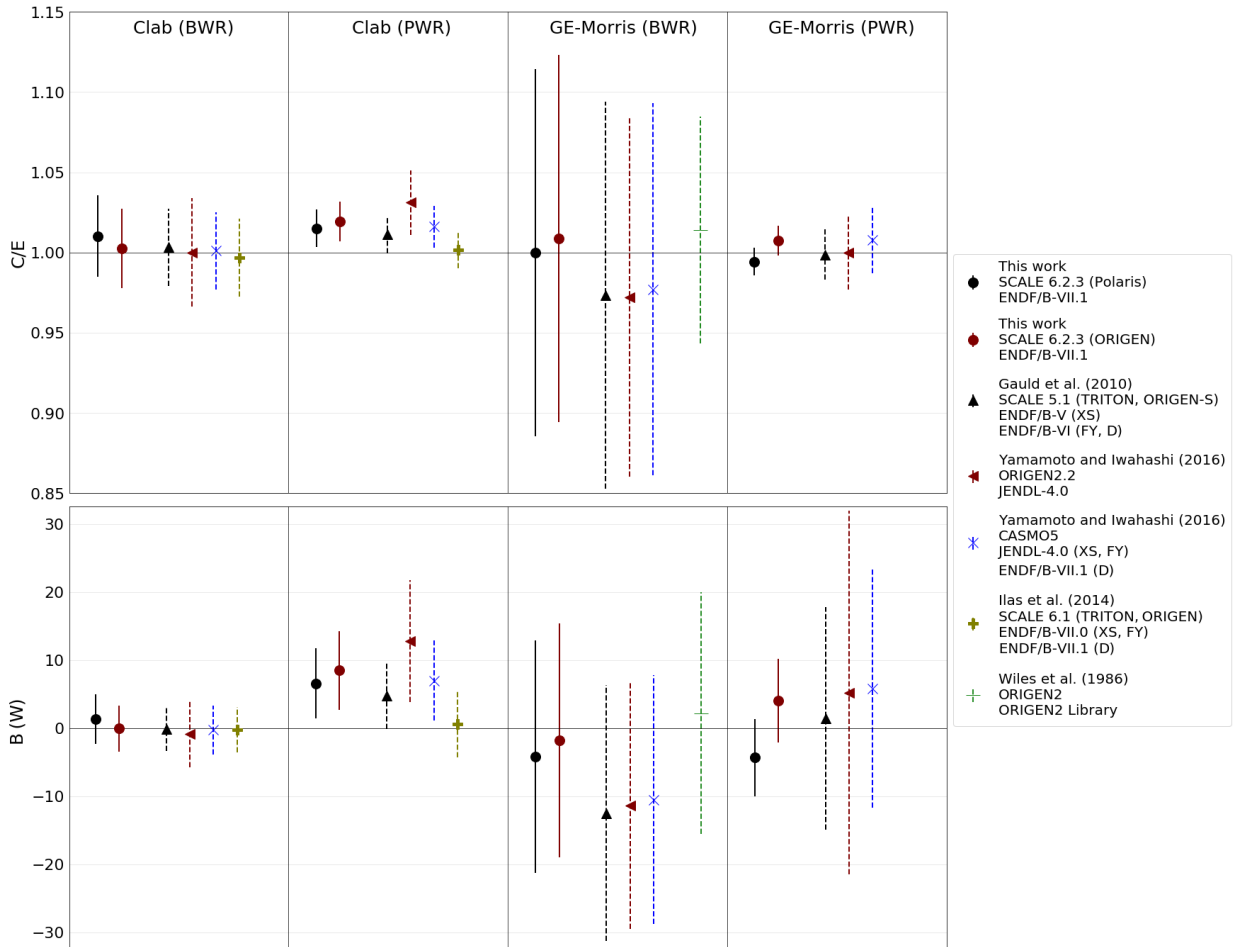 Clab (BWR)
Clab (PWR)
GE-Morris (BWR)
GE-Morris (PWR)
C/E
1.15
1.10
1.05
1.00
0.95
0.90
0.85
B (W)
30
20
10
0
−10
−20
−30
This work
SCALE 6.2.3 (Polaris)
ENDF/B-VII.1
This work
SCALE 6.2.3 (ORIGEN)
ENDF/B-VII.1
Gauld et al. (2010)
SCALE 5.1 (TRITON, ORIGEN-S)
ENDF/B-V (XS)
ENDF/B-VI (FY, D)
Yamamoto and Iwahashi (2016)
ORIGEN2.2
JENDL-4.0
Yamamoto and Iwahashi (2016)
CASMO5
JENDL-4.0 (XS, FY)
ENDF/B-VII.1 (D)
Ilas et al. (2014)
SCALE 6.1 (TRITON, ORIGEN)
ENDF/B-VII.0 (XS, FY)
ENDF/B-VII.1 (D)
Wiles et al. (1986)
ORIGEN2
ORIGEN2 Library